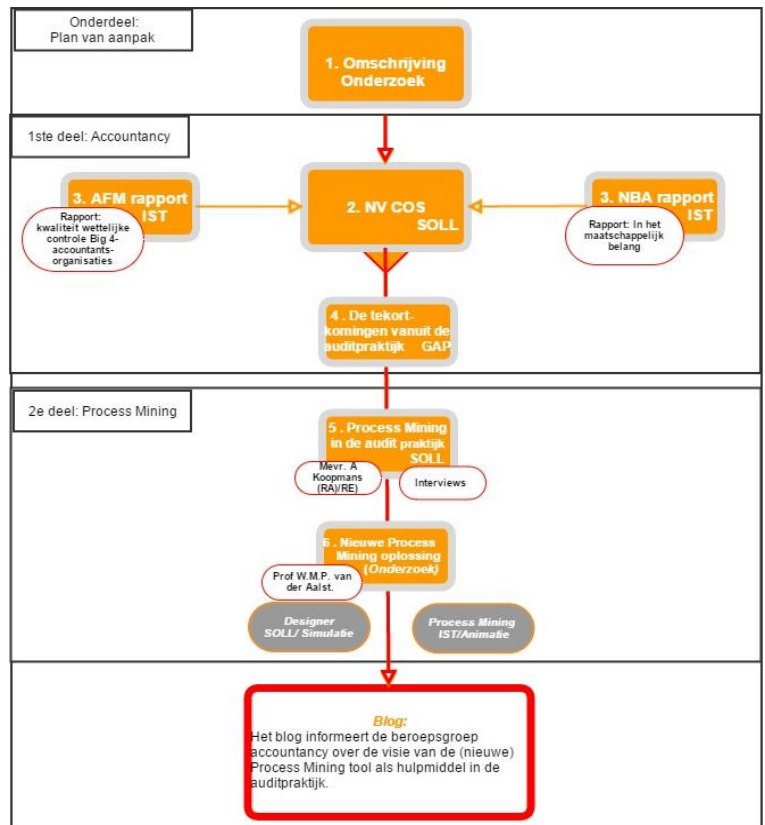 Onderdeel:
Plan van aanpak
1. Omschrijving
Onderzoek
1ste deel: Accountancy
3. AFM rapport
IST
Rapport:
kwaliteit wettelijke
controle Big 4-
accountants-
organisaties
2. NV COS
SOLL
3. NBA rapport
IST
Rapport: In het
maatschappelijk
belang
4 . De tekort-
komingen vanuit de
auditpraktijk GAP
2e deel: Process Mining
5 . Process Mining
in de audit praktijk
SOLL
Mevr. A
Koopmans
(RA)/RE)
Interviews
6 . Nieuwe Process
Mining oplossing
(Onderzoek)
Prof W.M.P. van
der Aalst.
Designer
SOLL/ Simulatie
Process Mining
IST/Animatie
Blog:
Het blog informeert de beroepsgroep
accountancy over de visie van de (nieuwe)
Process Mining tool als hulpmiddel in de
auditpraktijk.